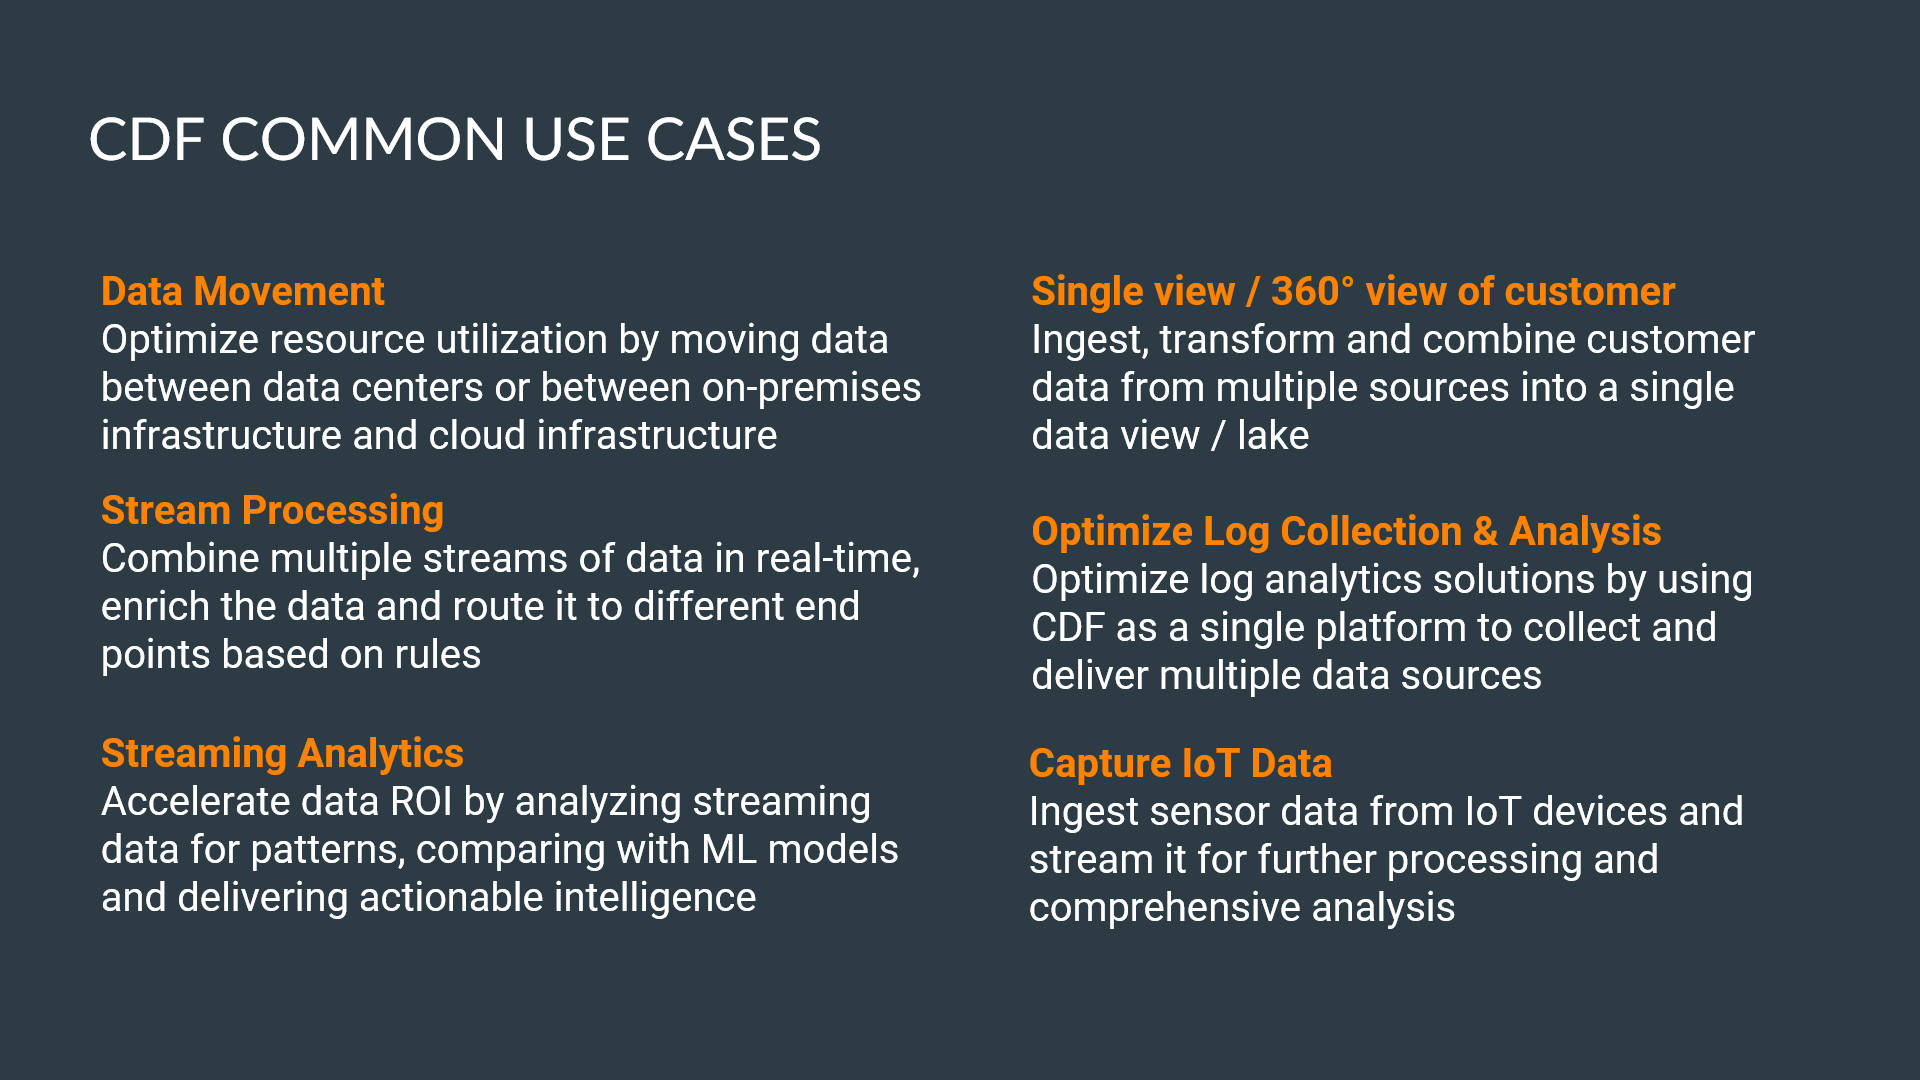 CDF COMMON USE CASES
Data Movement
Optimize resource utilization by moving data
between data centers or between on-premises
infrastructure and cloud infrastructure
Stream Processing
Combine multiple streams of data in real-time,
enrich the data and route it to different end
points based on rules
Streaming Analytics
Accelerate data ROI by analyzing streaming
data for patterns, comparing with ML models
and delivering actionable intelligence
Single view / 360° view of customer
Ingest, transform and combine customer
data from multiple sources into a single
data view / lake
Optimize Log Collection & Analysis
Optimize log analytics solutions by using
CDF as a single platform to collect and
deliver multiple data sources
Capture IoT Data
Ingest sensor data from IoT devices and
stream it for further processing and
comprehensive analysis